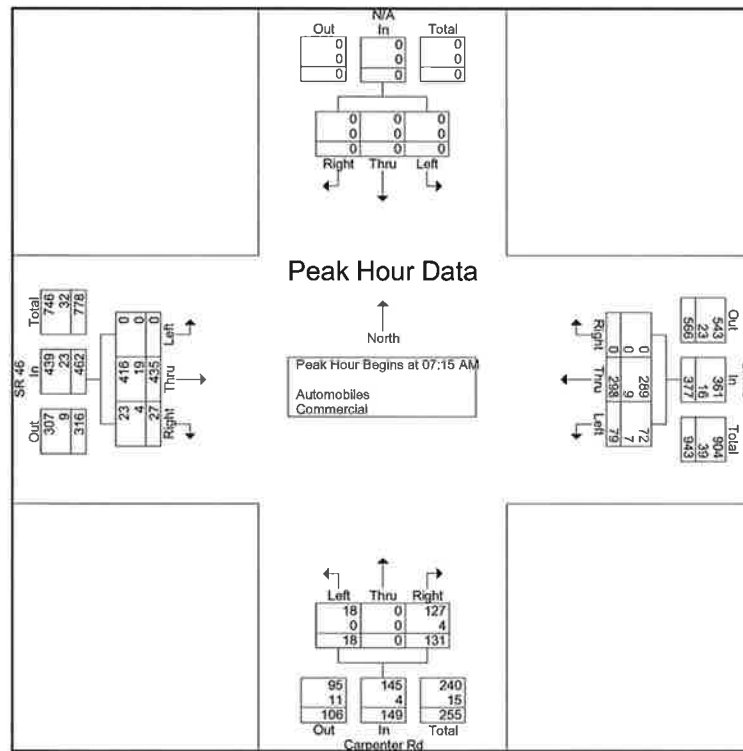 N/A
Out In Total
0 0 0
0 0 0
0 0 0
0 0 0
0 0 0
0 0 0
Right Thru Left
Peak Hour Data
North
Peak Hour Begins at 07:15 AM
Automobiles
Commercial
SR 46
Total In Out
746 439 307
32 23 9
778 462 316
Left Thru Right
0 416 23
0 19 4
0 435 27
Right Thru Left
0 289 72
0 9 7
0 298 79
Out In Total
543 361 904
23 16 39
566 377 943
Left Thru Right
18 0 127
0 0 4
18 0 131
95 145 240
11 4 15
106 149 255
Out In Total
Carpenter Rd